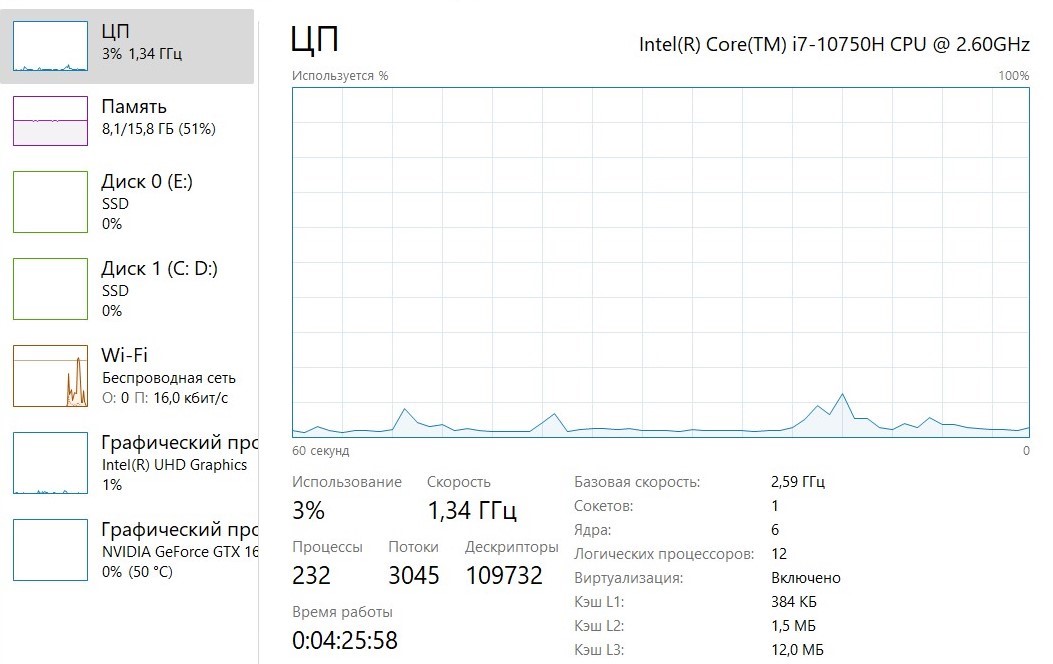 ЦП
3% 1,34 ГГц
Память
8,1/15,8 ГБ (51%)
Диск 0 (E:)
SSD
0%
Диск 1 (C: D:)
SSD
0%
Wi-Fi
Беспроводная сеть
О: 0 П: 16,0 кбит/с
Графический прс
Intel(R) UHD Graphics
1%
Графический прс
NVIDIA GeForce GTX 16
0% (50 °C)
ЦП
Intel(R) Core(TM) i7-10750H CPU @ 2.60GHz
Используется %
100%
60 секунд
0
Использование
Скорость
3%
1,34 ГГц
Процессы
Потоки
Дескрипторы
232
3045
109732
Время работы
0:04:25:58
Базовая скорость: 2,59 ГГц
Сокетов: 1
Ядра: 6
Логических процессоров: 12
Виртуализация: Включено
Кэш L1: 384 КБ
Кэш L2: 1,5 МБ
Кэш L3: 12,0 МБ